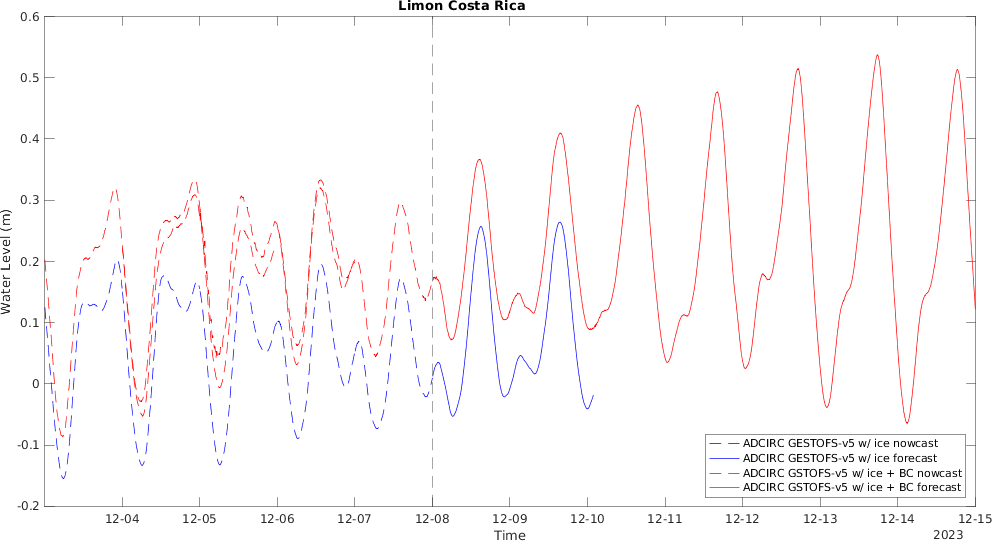 Limon Costa Rica
0.6
0.5
0.4
0.3
0.2
0.1
0
-0.1
-0.2
Water Level (m)
12-04 12-05 12-06 12-07 12-08 12-09 12-10 12-11 12-12 12-13 12-14 12-15
Time
2023
ADCIRC GESTOFS-v5 w/ ice nowcast
ADCIRC GESTOFS-v5 w/ ice forecast
ADCIRC GSTOFS-v5 w/ ice + BC nowcast
ADCIRC GSTOFS-v5 w/ ice + BC forecast